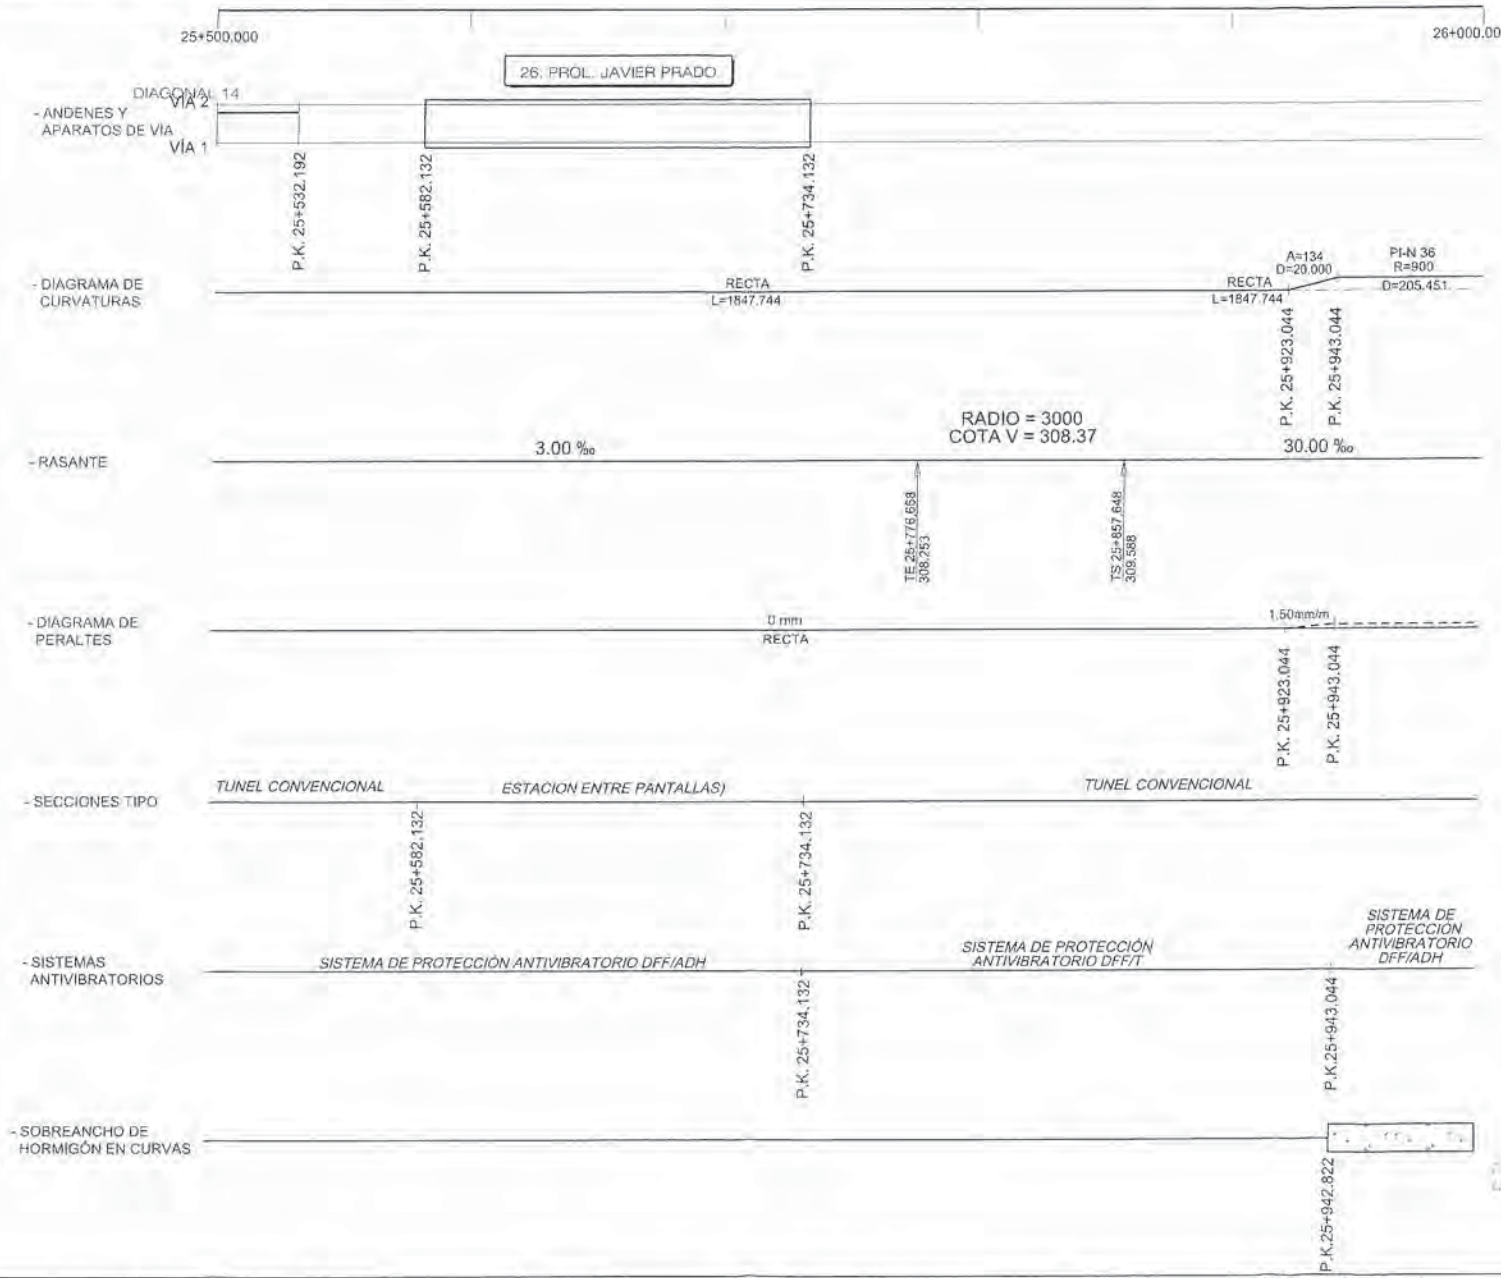 25+500.000
26+000.00
26. PROL. JAVIER PRADO
DIAGONAL 14
VÍA 2
- ANDENES Y
APARATOS DE VÍA
VÍA 1
P.K. 25+532.192
P.K. 25+582.132
P.K. 25+734.132
- DIAGRAMA DE
CURVATURAS
RECTA
L=1847.744
RECTA
L=1847.744
A=134
D=20.000
PI-N 36
R=900
D=205.451
P.K. 25+923.044
P.K. 25+943.044
- RASANTE
3.00 ‰
RADIO = 3000
COTA V = 308.37
30.00 ‰
TE 25+776.668
308.253
TS 25+857.648
309.588
- DIAGRAMA DE
PERALTES
0 mm
RECTA
1.50mm/m
P.K. 25+923.044
P.K. 25+943.044
- SECCIONES TIPO
TUNEL CONVENCIONAL
ESTACION ENTRE PANTALLAS)
TUNEL CONVENCIONAL
P.K. 25+582.132
P.K. 25+734.132
- SISTEMAS
ANTIVIBRATORIOS
SISTEMA DE PROTECCIÓN ANTIVIBRATORIO DFF/ADH
SISTEMA DE PROTECCIÓN
ANTIVIBRATORIO DFF/T
SISTEMA DE
PROTECCIÓN
ANTIVIBRATORIO
DFF/ADH
P.K. 25+734.132
P.K.25+943.044
- SOBREANCHO DE
HORMIGÓN EN CURVAS
P.K.25+942.822